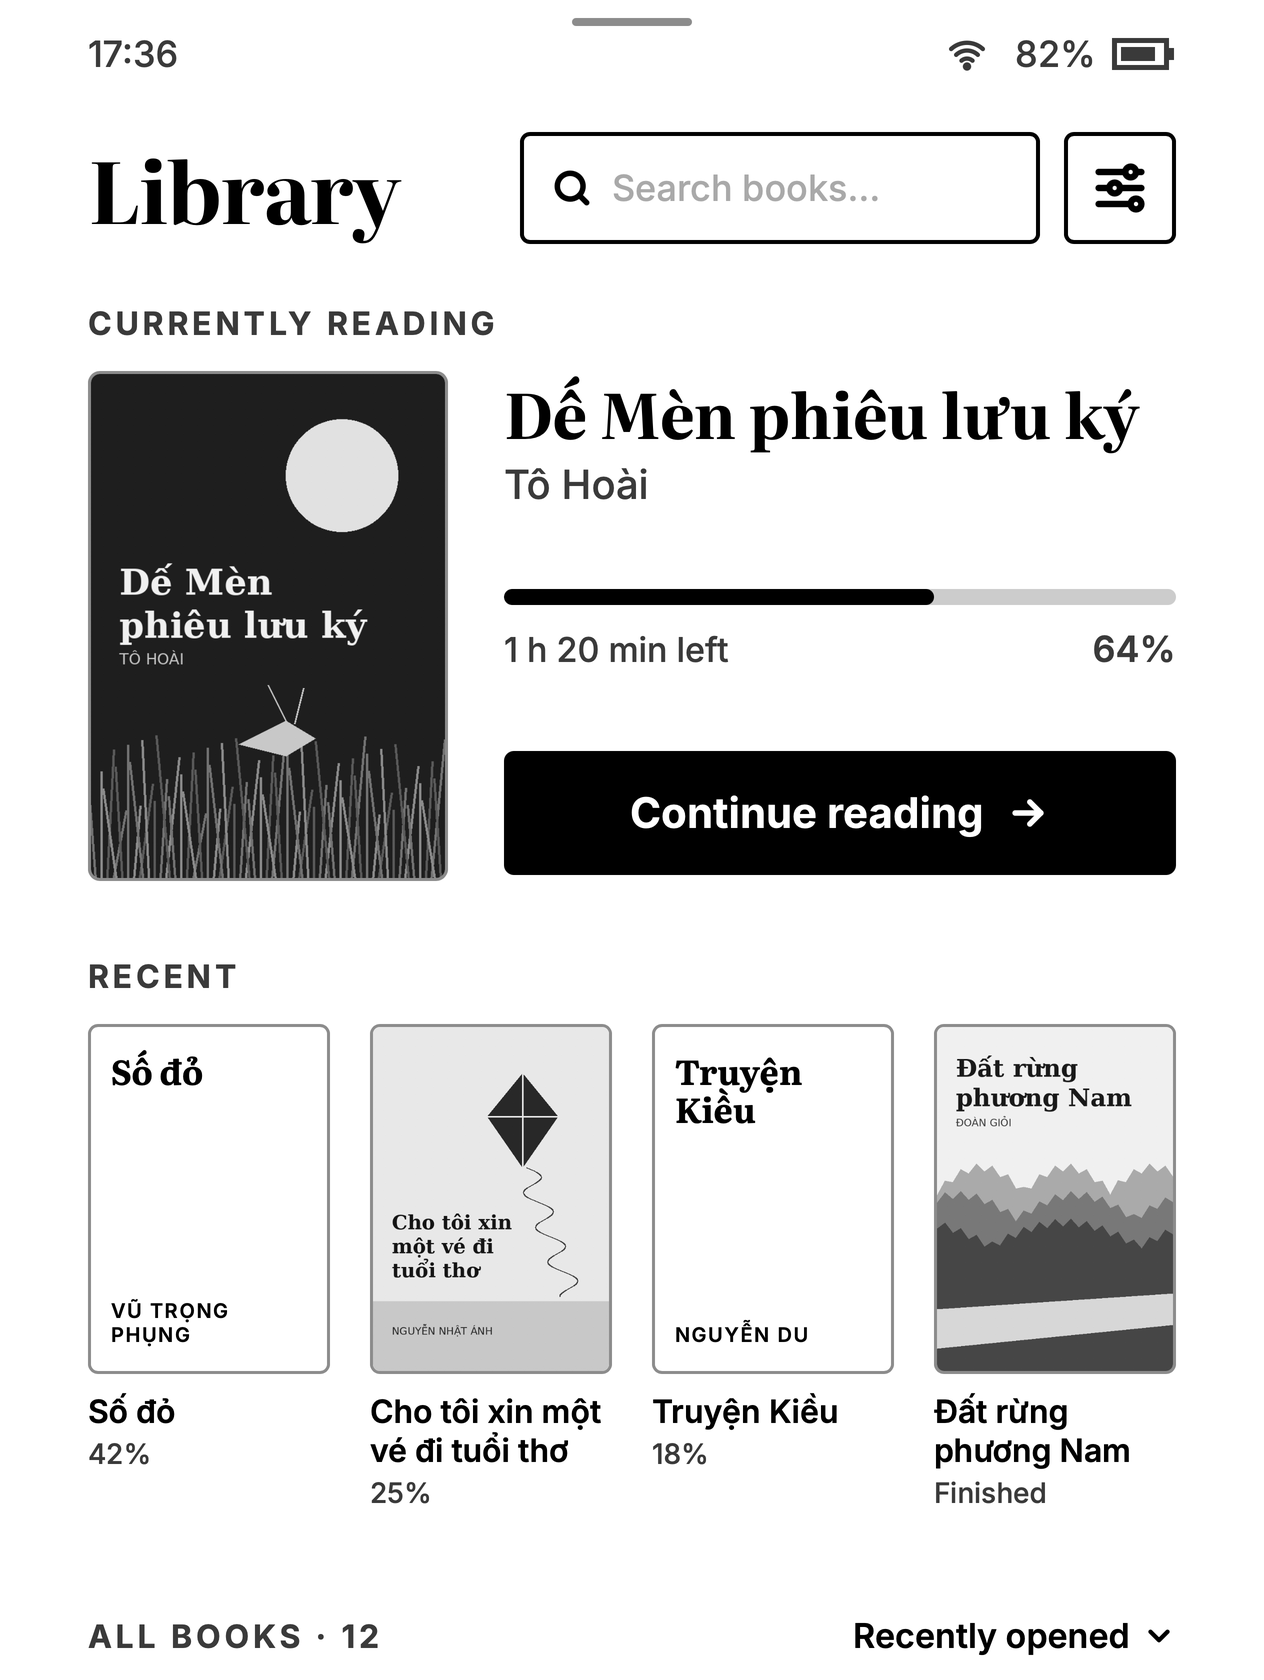 17:36
82%
Library
Search books...
CURRENTLY READING
Dế Mèn
phiêu lưu ký
TÔ HOÀI
Dế Mèn phiêu lưu ký
Tô Hoài
1 h 20 min left
64%
Continue reading →
RECENT
Số đỏ
VŨ TRỌNG
PHỤNG
Số đỏ
42%
Cho tôi xin
một vé đi
tuổi thơ
NGUYỄN NHẬT ÁNH
Cho tôi xin một
vé đi tuổi thơ
25%
Truyện
Kiều
NGUYỄN DU
Truyện Kiều
18%
Đất rừng
phương Nam
ĐOÀN GIỎI
Đất rừng
phương Nam
Finished
ALL BOOKS · 12
Recently opened